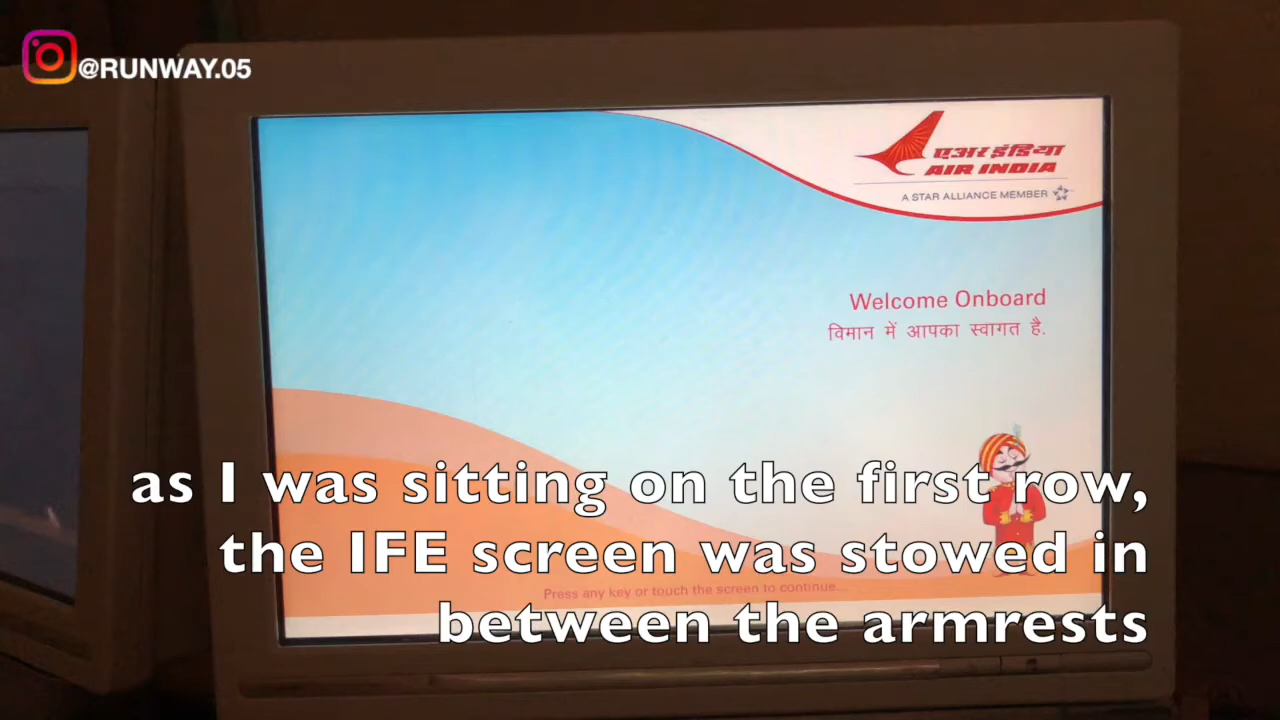 @RUNWAY.05
एअर इंडिया
AIR INDIA
A STAR ALLIANCE MEMBER
Welcome Onboard
विमान में आपका स्वागत है.
as I was sitting on the first row,
the IFE screen was stowed in
Press any key or touch the screen to continue...
between the armrests